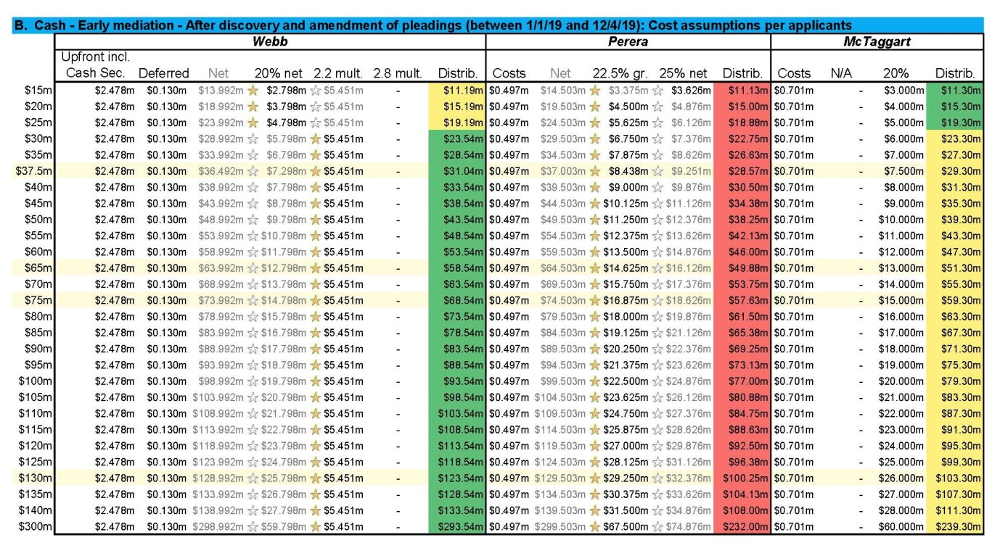 B. Cash - Early mediation - After discovery and amendment of pleadings (between 1/1/19 and 12/4/19): Cost assumptions per applicants
Webb Perera McTaggart
Upfront incl.
Cash Sec. Deferred Net 20% net 2.2 mult. 2.8 mult. Distrib. Costs Net 22.5% gr. 25% net Distrib. Costs N/A 20% Distrib.
$15m $2.478m $0.130m $13.992m $2.798m $5.451m - $11.19m $0.497m $14.503m $3.375m $3.626m $11.13m $0.701m - $3.000m $11.30m
$20m $2.478m $0.130m $18.992m $3.798m $5.451m - $15.19m $0.497m $19.503m $4.500m $4.876m $15.00m $0.701m - $4.000m $15.30m
$25m $2.478m $0.130m $23.992m $4.798m $5.451m - $19.19m $0.497m $24.503m $5.625m $6.126m $18.88m $0.701m - $5.000m $19.30m
$30m $2.478m $0.130m $28.992m $5.798m $5.451m - $23.54m $0.497m $29.503m $6.750m $7.376m $22.75m $0.701m - $6.000m $23.30m
$35m $2.478m $0.130m $33.992m $6.798m $5.451m - $28.54m $0.497m $34.503m $7.875m $8.626m $26.63m $0.701m - $7.000m $27.30m
$37.5m $2.478m $0.130m $36.492m $7.298m $5.451m - $31.04m $0.497m $37.003m $8.438m $9.251m $28.57m $0.701m - $7.500m $29.30m
$40m $2.478m $0.130m $38.992m $7.798m $5.451m - $33.54m $0.497m $39.503m $9.000m $9.876m $30.50m $0.701m - $8.000m $31.30m
$45m $2.478m $0.130m $43.992m $8.798m $5.451m - $38.54m $0.497m $44.503m $10.125m $11.126m $34.38m $0.701m - $9.000m $35.30m
$50m $2.478m $0.130m $48.992m $9.798m $5.451m - $43.54m $0.497m $49.503m $11.250m $12.376m $38.25m $0.701m - $10.000m $39.30m
$55m $2.478m $0.130m $53.992m $10.798m $5.451m - $48.54m $0.497m $54.503m $12.375m $13.626m $42.13m $0.701m - $11.000m $43.30m
$60m $2.478m $0.130m $58.992m $11.798m $5.451m - $53.54m $0.497m $59.503m $13.500m $14.876m $46.00m $0.701m - $12.000m $47.30m
$65m $2.478m $0.130m $63.992m $12.798m $5.451m - $58.54m $0.497m $64.503m $14.625m $16.126m $49.88m $0.701m - $13.000m $51.30m
$70m $2.478m $0.130m $68.992m $13.798m $5.451m - $63.54m $0.497m $69.503m $15.750m $17.376m $53.75m $0.701m - $14.000m $55.30m
$75m $2.478m $0.130m $73.992m $14.798m $5.451m - $68.54m $0.497m $74.503m $16.875m $18.626m $57.63m $0.701m - $15.000m $59.30m
$80m $2.478m $0.130m $78.992m $15.798m $5.451m - $73.54m $0.497m $79.503m $18.000m $19.876m $61.50m $0.701m - $16.000m $63.30m
$85m $2.478m $0.130m $83.992m $16.798m $5.451m - $78.54m $0.497m $84.503m $19.125m $21.126m $65.38m $0.701m - $17.000m $67.30m
$90m $2.478m $0.130m $88.992m $17.798m $5.451m - $83.54m $0.497m $89.503m $20.250m $22.376m $69.25m $0.701m - $18.000m $71.30m
$95m $2.478m $0.130m $93.992m $18.798m $5.451m - $88.54m $0.497m $94.503m $21.375m $23.626m $73.13m $0.701m - $19.000m $75.30m
$100m $2.478m $0.130m $98.992m $19.798m $5.451m - $93.54m $0.497m $99.503m $22.500m $24.876m $77.00m $0.701m - $20.000m $79.30m
$105m $2.478m $0.130m $103.992m $20.798m $5.451m - $98.54m $0.497m $104.503m $23.625m $26.126m $80.88m $0.701m - $21.000m $83.30m
$110m $2.478m $0.130m $108.992m $21.798m $5.451m - $103.54m $0.497m $109.503m $24.750m $27.376m $84.75m $0.701m - $22.000m $87.30m
$115m $2.478m $0.130m $113.992m $22.798m $5.451m - $108.54m $0.497m $114.503m $25.875m $28.626m $88.63m $0.701m - $23.000m $91.30m
$120m $2.478m $0.130m $118.992m $23.798m $5.451m - $113.54m $0.497m $119.503m $27.000m $29.876m $92.50m $0.701m - $24.000m $95.30m
$125m $2.478m $0.130m $123.992m $24.798m $5.451m - $118.54m $0.497m $124.503m $28.125m $31.126m $96.38m $0.701m - $25.000m $99.30m
$130m $2.478m $0.130m $128.992m $25.798m $5.451m - $123.54m $0.497m $129.503m $29.250m $32.376m $100.25m $0.701m - $26.000m $103.30m
$135m $2.478m $0.130m $133.992m $26.798m $5.451m - $128.54m $0.497m $134.503m $30.375m $33.626m $104.13m $0.701m - $27.000m $107.30m
$140m $2.478m $0.130m $138.992m $27.798m $5.451m - $133.54m $0.497m $139.503m $31.500m $34.876m $108.00m $0.701m - $28.000m $111.30m
$300m $2.478m $0.130m $298.992m $59.798m $5.451m - $293.54m $0.497m $299.503m $67.500m $74.876m $232.00m $0.701m - $60.000m $239.30m